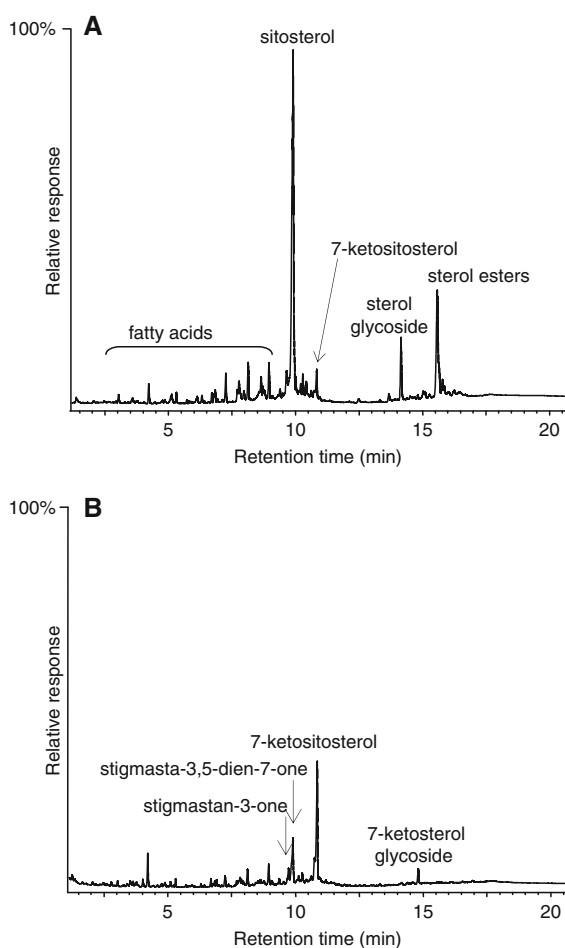 100%
A
sitosterol
7-ketositosterol
sterol esters
sterol
glycoside
fatty acids
Relative response
5
10
15
20
Retention time (min)
100%
B
7-ketositosterol
stigmasta-3,5-dien-7-one
stigmastan-3-one
7-ketosterol
glycoside
Relative response
5
10
15
20
Retention time (min)